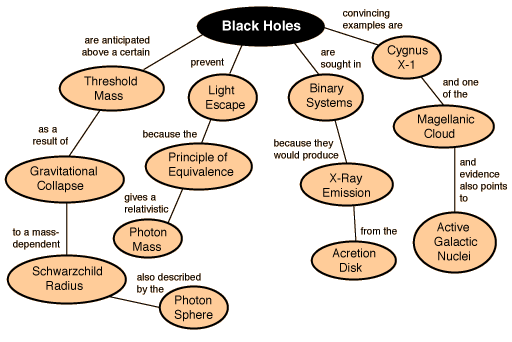 Black Holes
convincing
examples are
are anticipated
above a certain
prevent
are
sought in
Cygnus
X-1
Threshold
Mass
Light
Escape
Binary
Systems
and one
of the
as a
result of
because the
because they
would produce
Magellanic
Cloud
Gravitational
Collapse
Principle of
Equivalence
X-Ray
Emission
and
evidence
also points
to
gives a
relativistic
to a mass-
dependent
Photon
Mass
from the
Active
Galactic
Nuclei
Acretion
Disk
Schwarzchild
Radius
also described
by the
Photon
Sphere